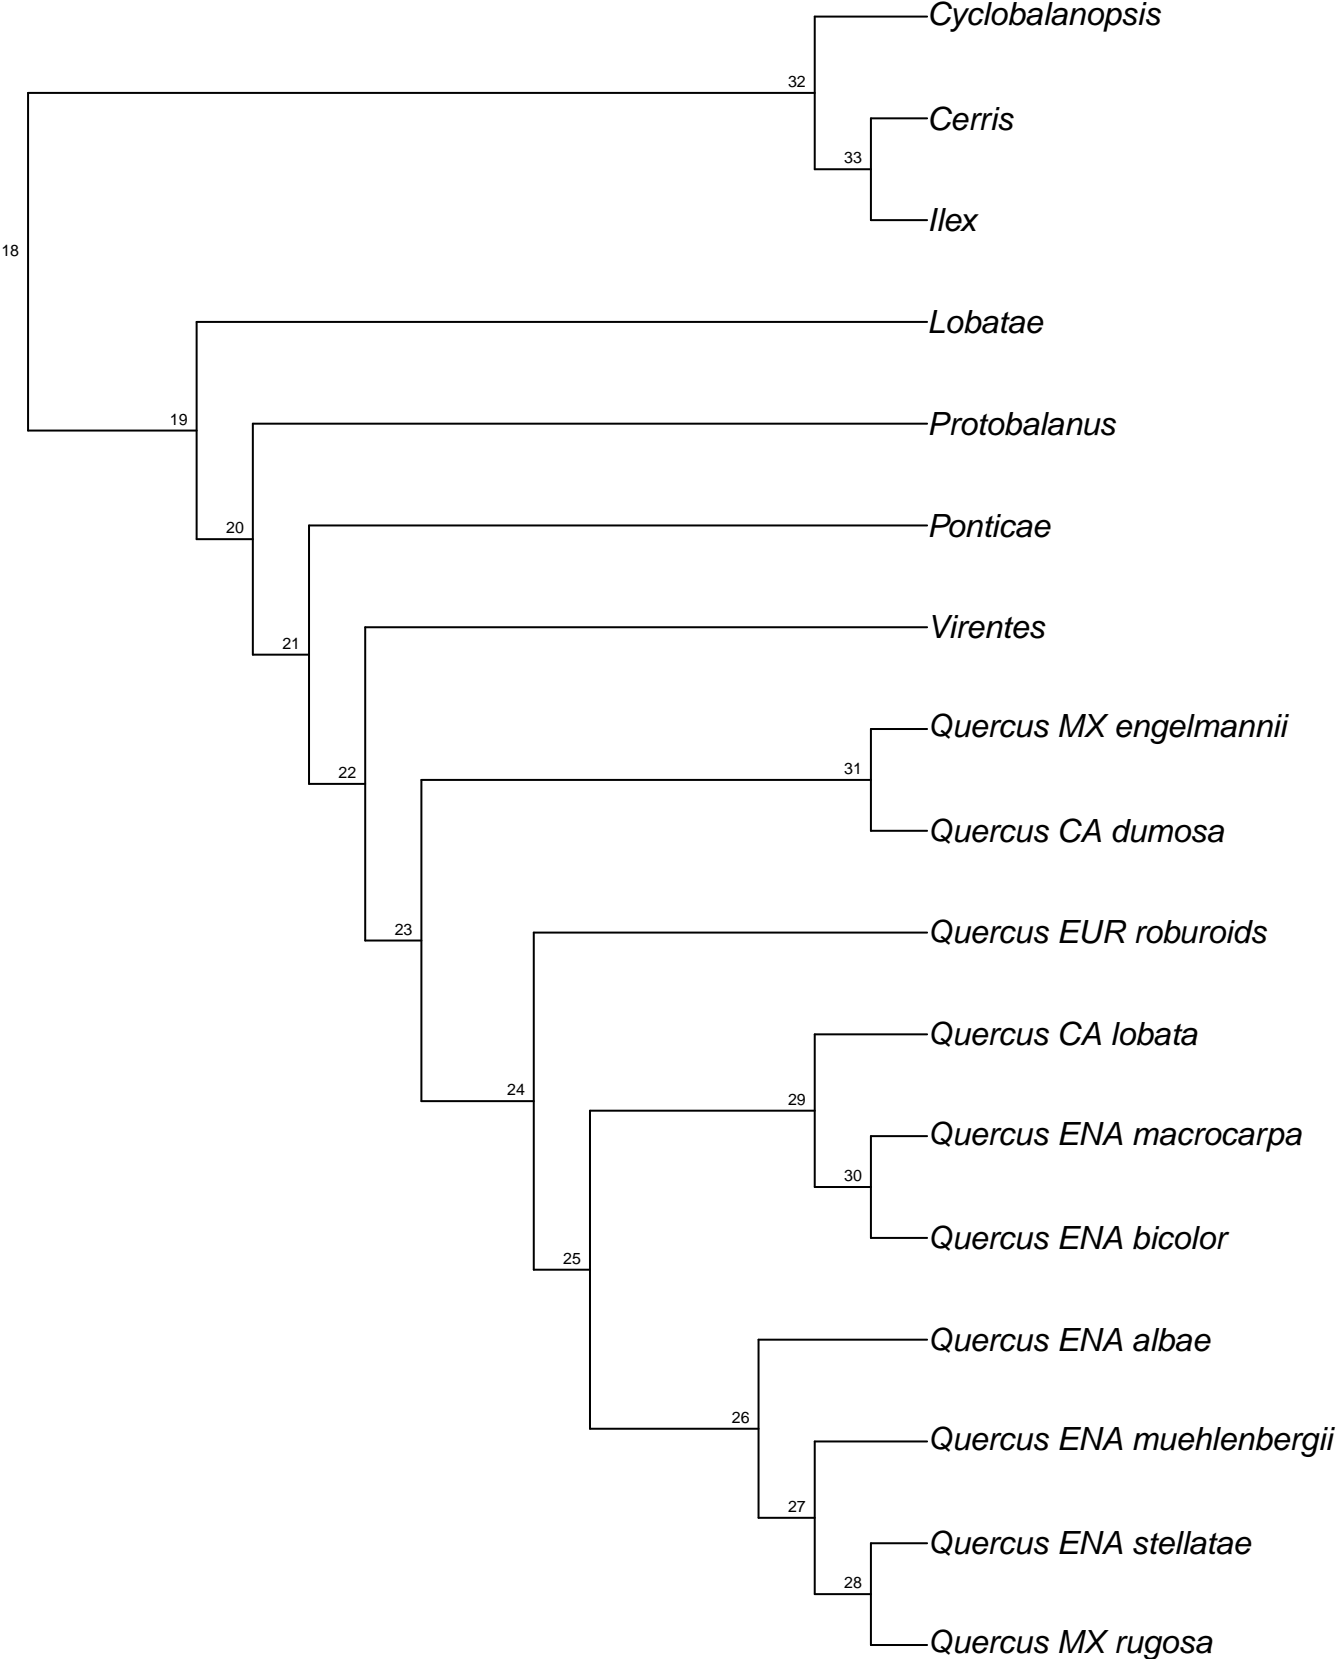 Cyclobalanopsis
32
Cerris
33
Ilex
18
Lobatae
19
Protobalanus
20
Ponticae
21
Virentes
22
Quercus MX engelmannii
31
Quercus CA dumosa
23
Quercus EUR roburoids
24
Quercus CA lobata
29
Quercus ENA macrocarpa
30
Quercus ENA bicolor
25
Quercus ENA albae
26
Quercus ENA muehlenbergii
27
Quercus ENA stellatae
28
Quercus MX rugosa